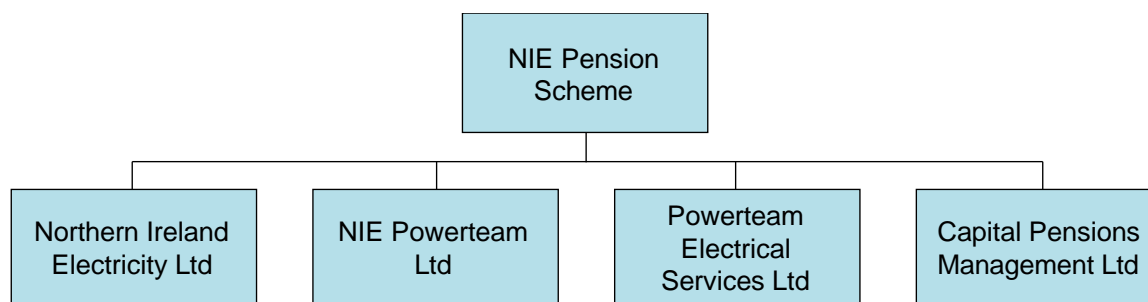 NIE Pension
Scheme
Northern Ireland
Electricity Ltd
NIE Powerteam
Ltd
Powerteam
Electrical
Services Ltd
Capital Pensions
Management Ltd